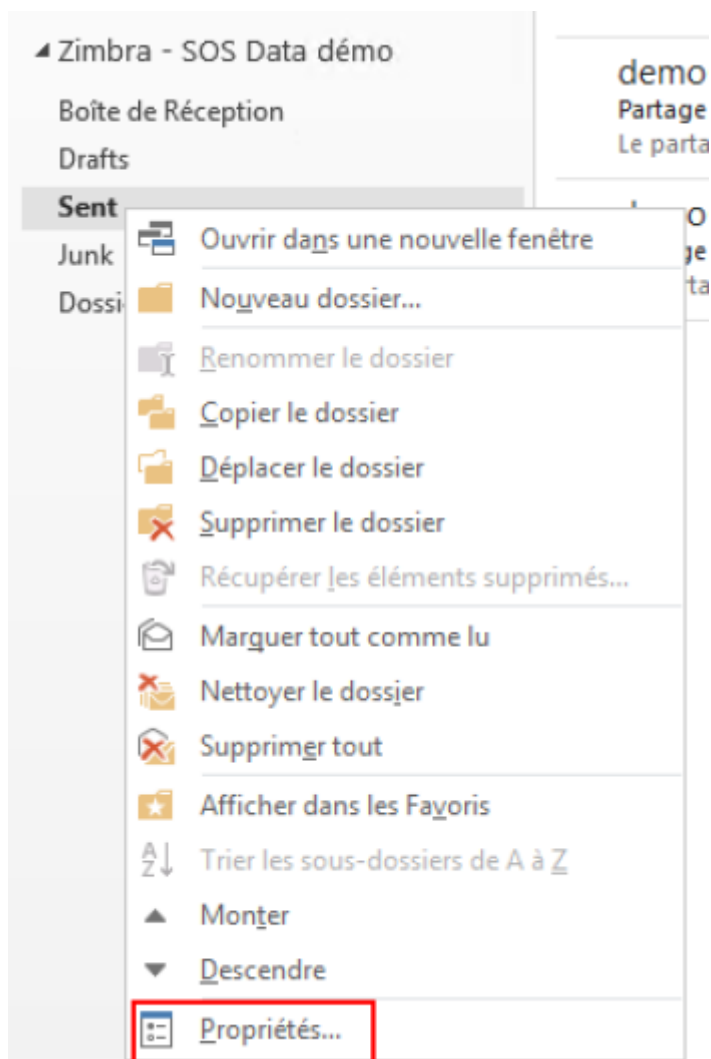 Zimbra - SOS Data démo
Boîte de Réception
Drafts
Sent
Junk
demo
Partage
Ouvrir dans une nouvelle fenêtre
Nouveau dossier...
Renommer le dossier
Copier le dossier
Déplacer le dossier
Supprimer le dossier
Récupérer les éléments supprimés...
Marquer tout comme lu
Nettoyer le dossier
Supprimer tout
Afficher dans les Favoris
Trier les sous-dossiers de A à Z
Monter
Descendre
Propriétés...